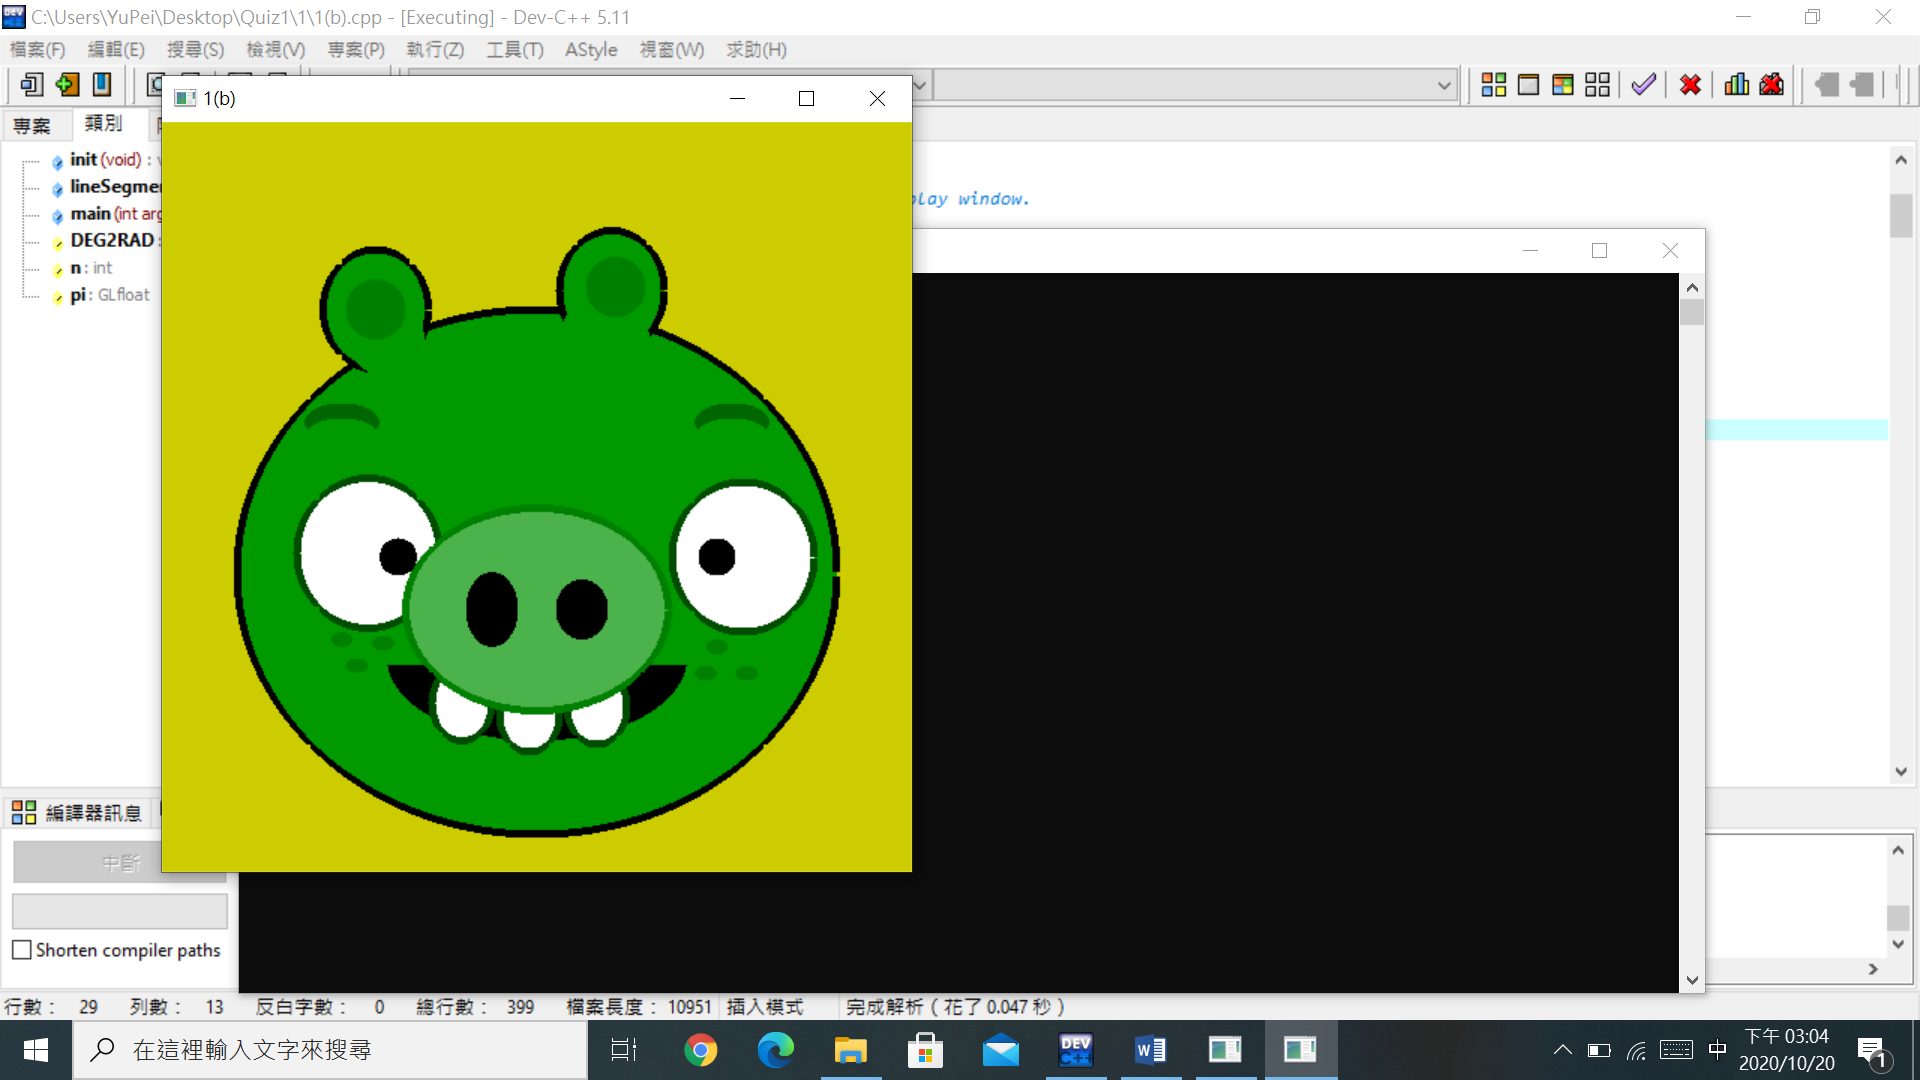 C:\Users\YuPei\Desktop\Quiz1\1\1(b).cpp - [Executing] - Dev-C++ 5.11
檔案(F) 編輯(E) 搜尋(S) 檢視(V) 專案(P) 執行(Z) 工具(T) AStyle 視窗(W) 求助(H)
1(b)
專案 類別
init (void) :
lineSegme
main (int arg
DEG2RAD :
n : int
pi : GLfloat
play window.
編譯器訊息
中斷
Shorten compiler paths
行數： 29 列數： 13 反白字數： 0 總行數： 399 檔案長度： 10951 插入模式 完成解析 ( 花了 0.047 秒 )
在這裡輸入文字來搜尋
DEV C++
W
中
下午 03:04
2020/10/20
1